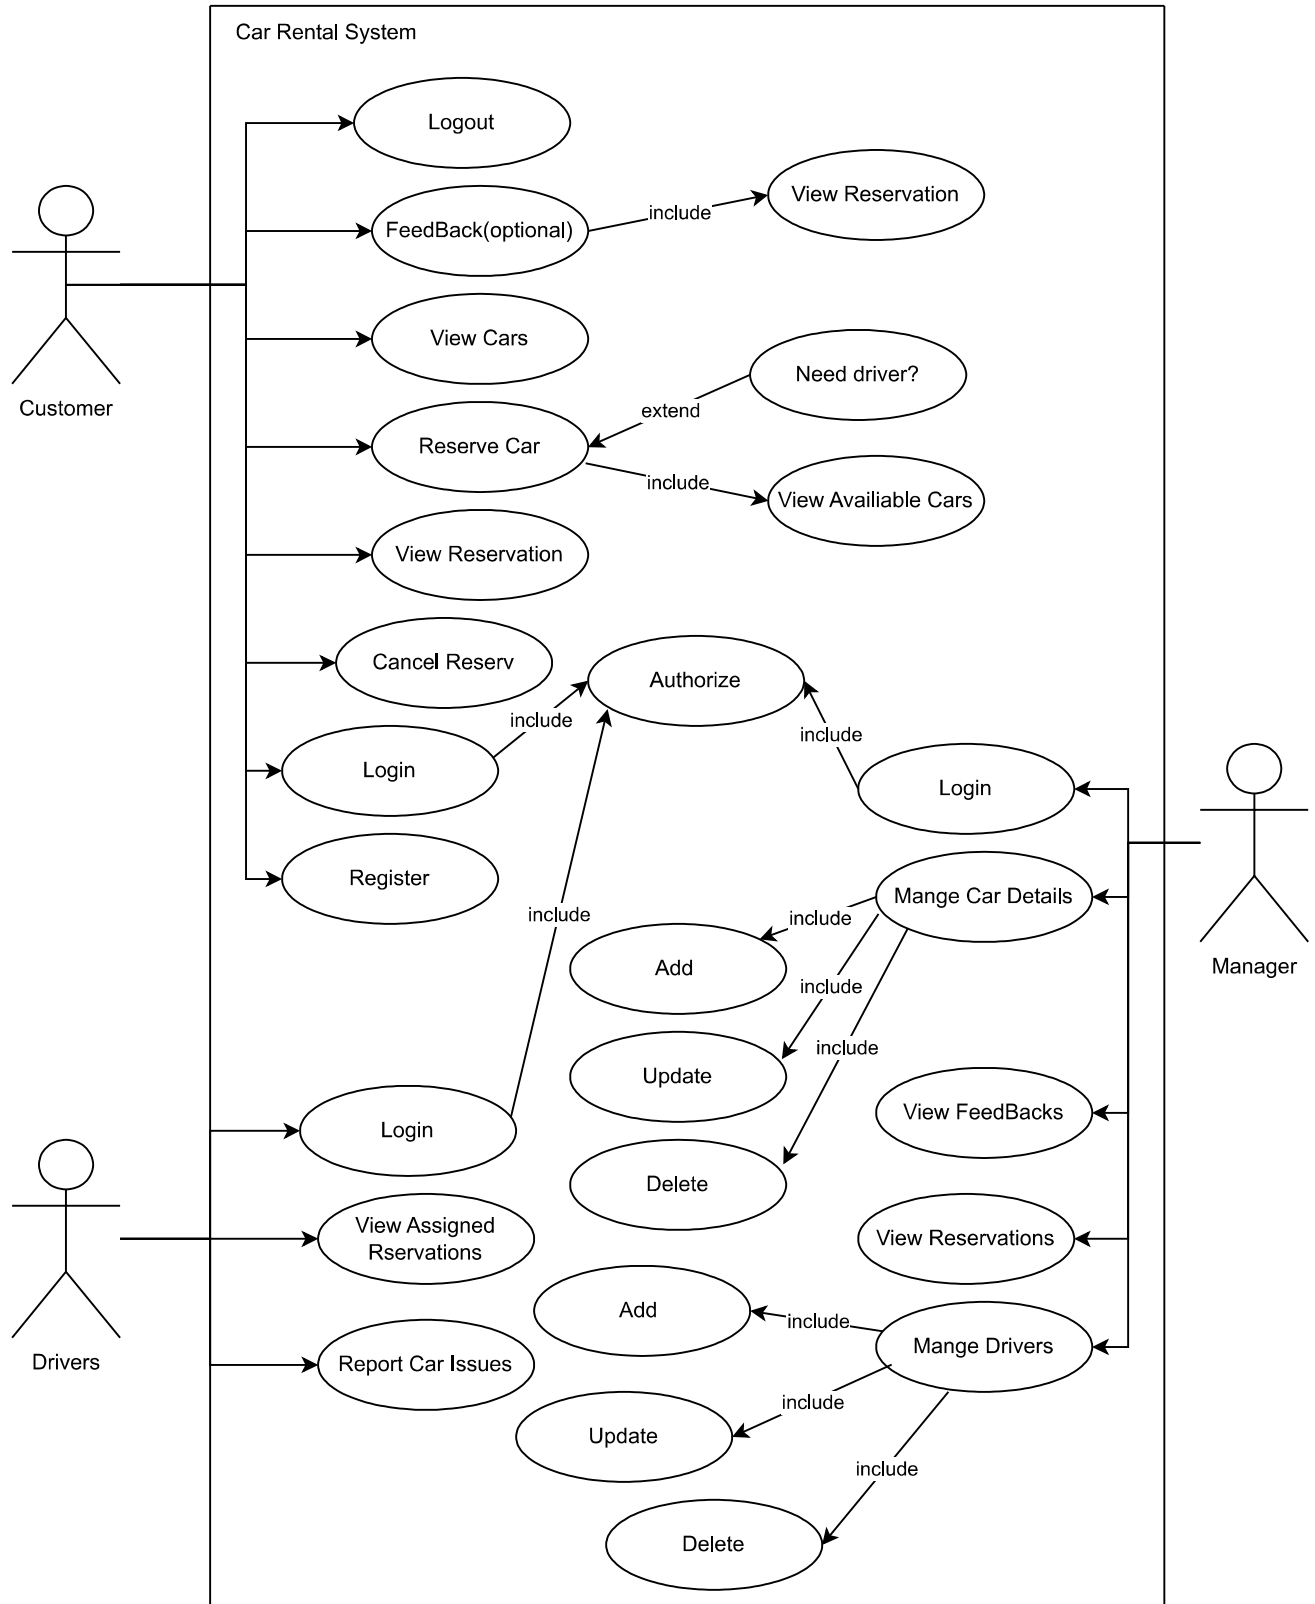 Car Rental System
Logout
FeedBack(optional)
include
View Reservation
View Cars
Need driver?
extend
Reserve Car
include
View Availiable Cars
Customer
View Reservation
Cancel Reserv
Authorize
include
include
Login
Login
Register
include
Mange Car Details
include
Add
Manager
include
Update
include
View FeedBacks
Login
Delete
View Assigned
Rservations
View Reservations
Add
include
Mange Drivers
Drivers
Report Car Issues
include
Update
include
Delete